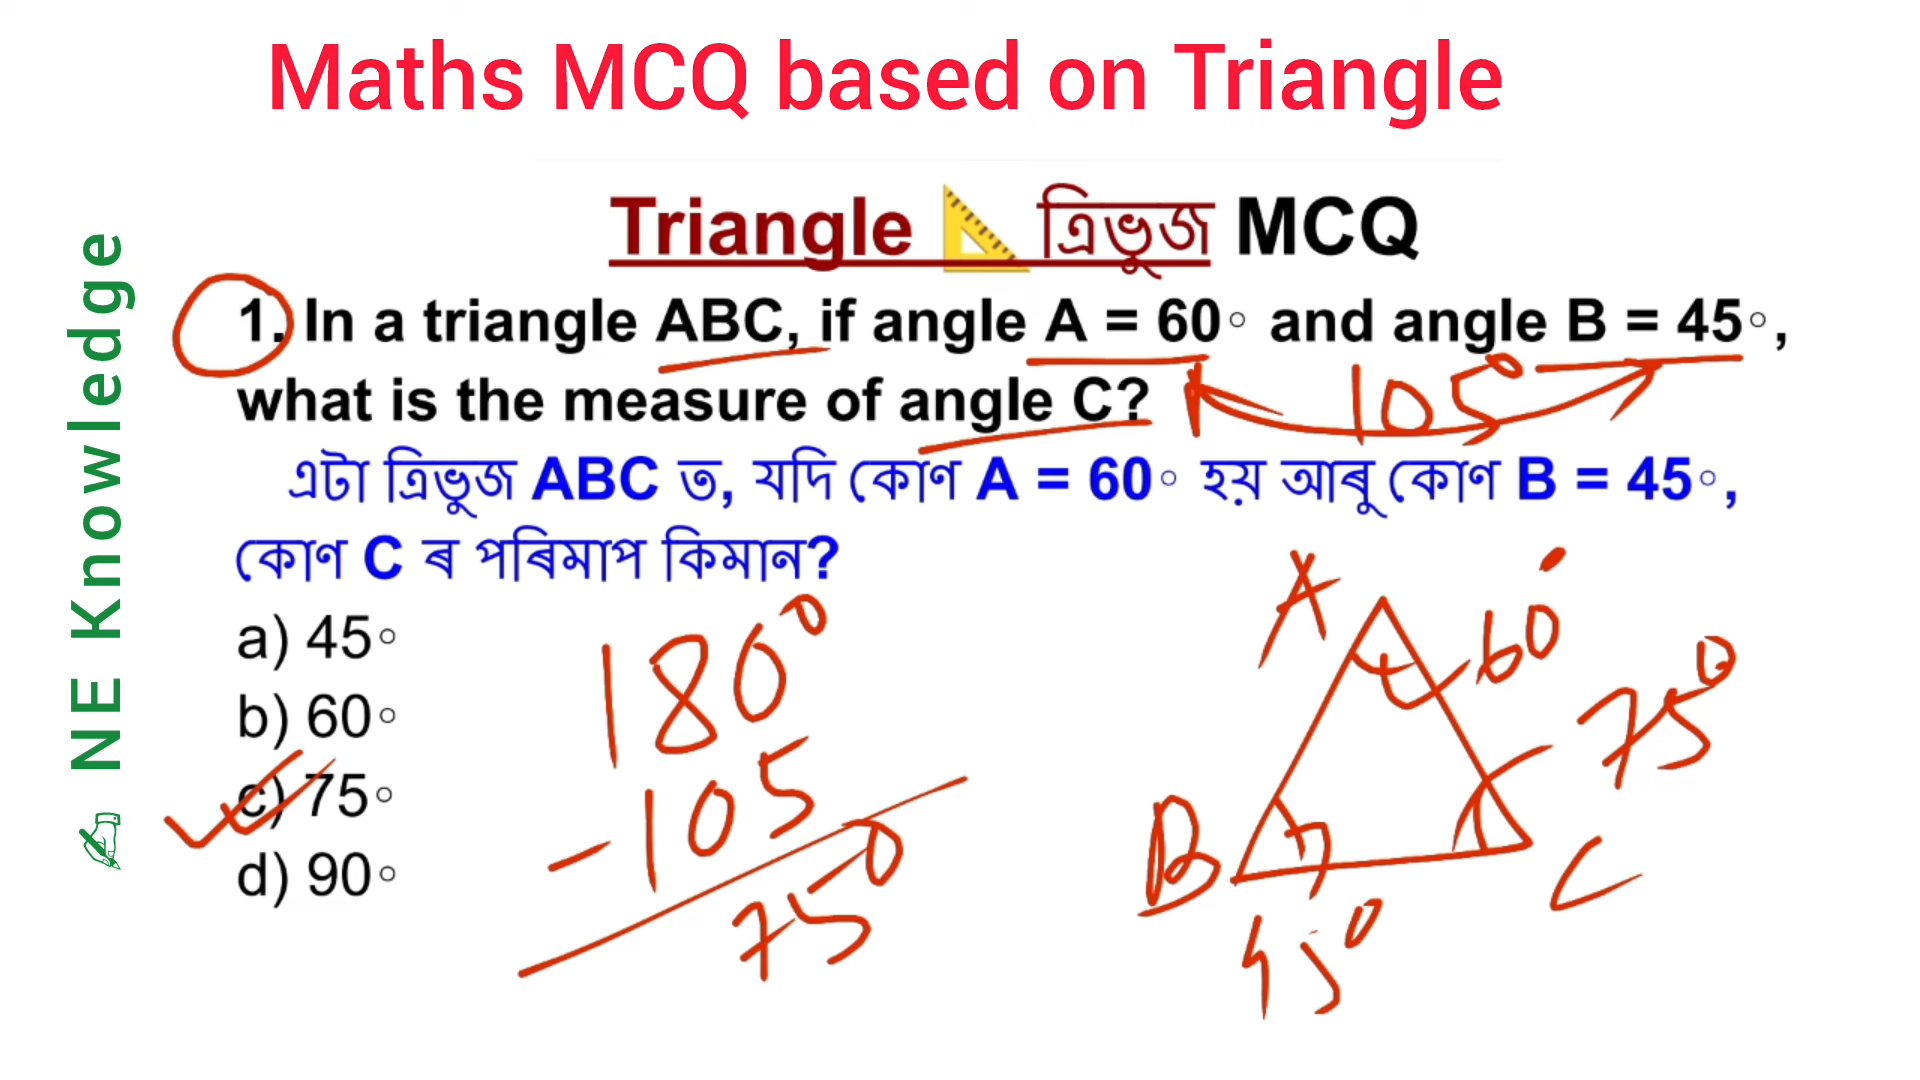 Maths MCQ based on Triangle
Triangle 📐 ত্ৰিভুজ MCQ
1. In a triangle ABC, if angle A = 60◦ and angle B = 45◦,
what is the measure of angle C?
105°
এটা ত্ৰিভুজ ABC ত, যদি কোণ A = 60◦ হয় আৰু কোণ B = 45◦,
কোণ C ৰ পৰিমাপ কিমান?
a) 45◦
b) 60◦
c) 75◦
d) 90◦
180°
-105
75°
A
60°
75°
B
C
45°
✍ NE Knowledge